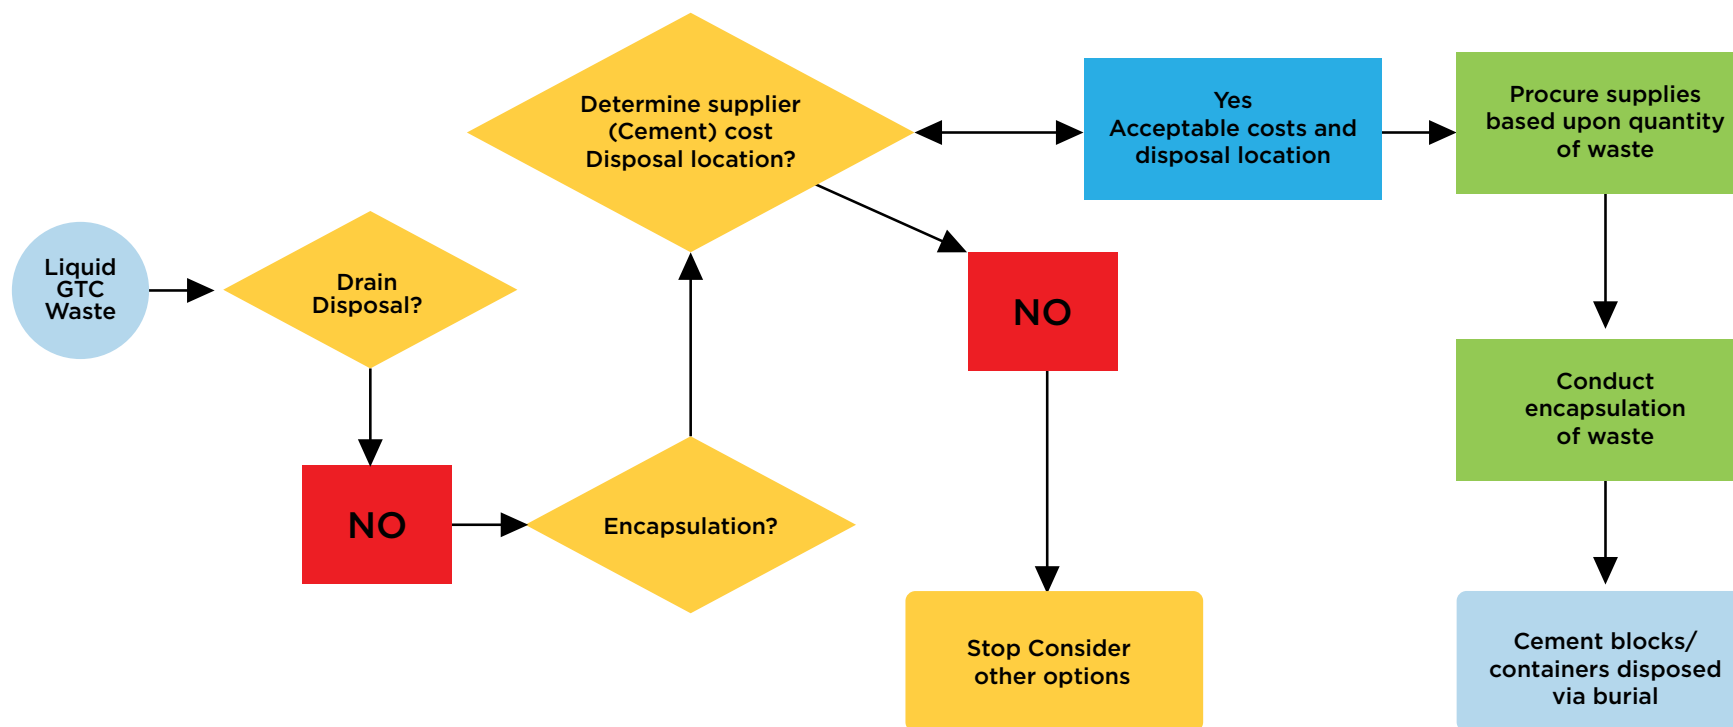 Liquid
GTC
Waste
Drain
Disposal?
NO
Encapsulation?
Determine supplier
(Cement) cost
Disposal location?
Yes
Acceptable costs and
disposal location
NO
Stop Consider
other options
Procure supplies
based upon quantity
of waste
Conduct
encapsulation
of waste
Cement blocks/
containers disposed
via burial